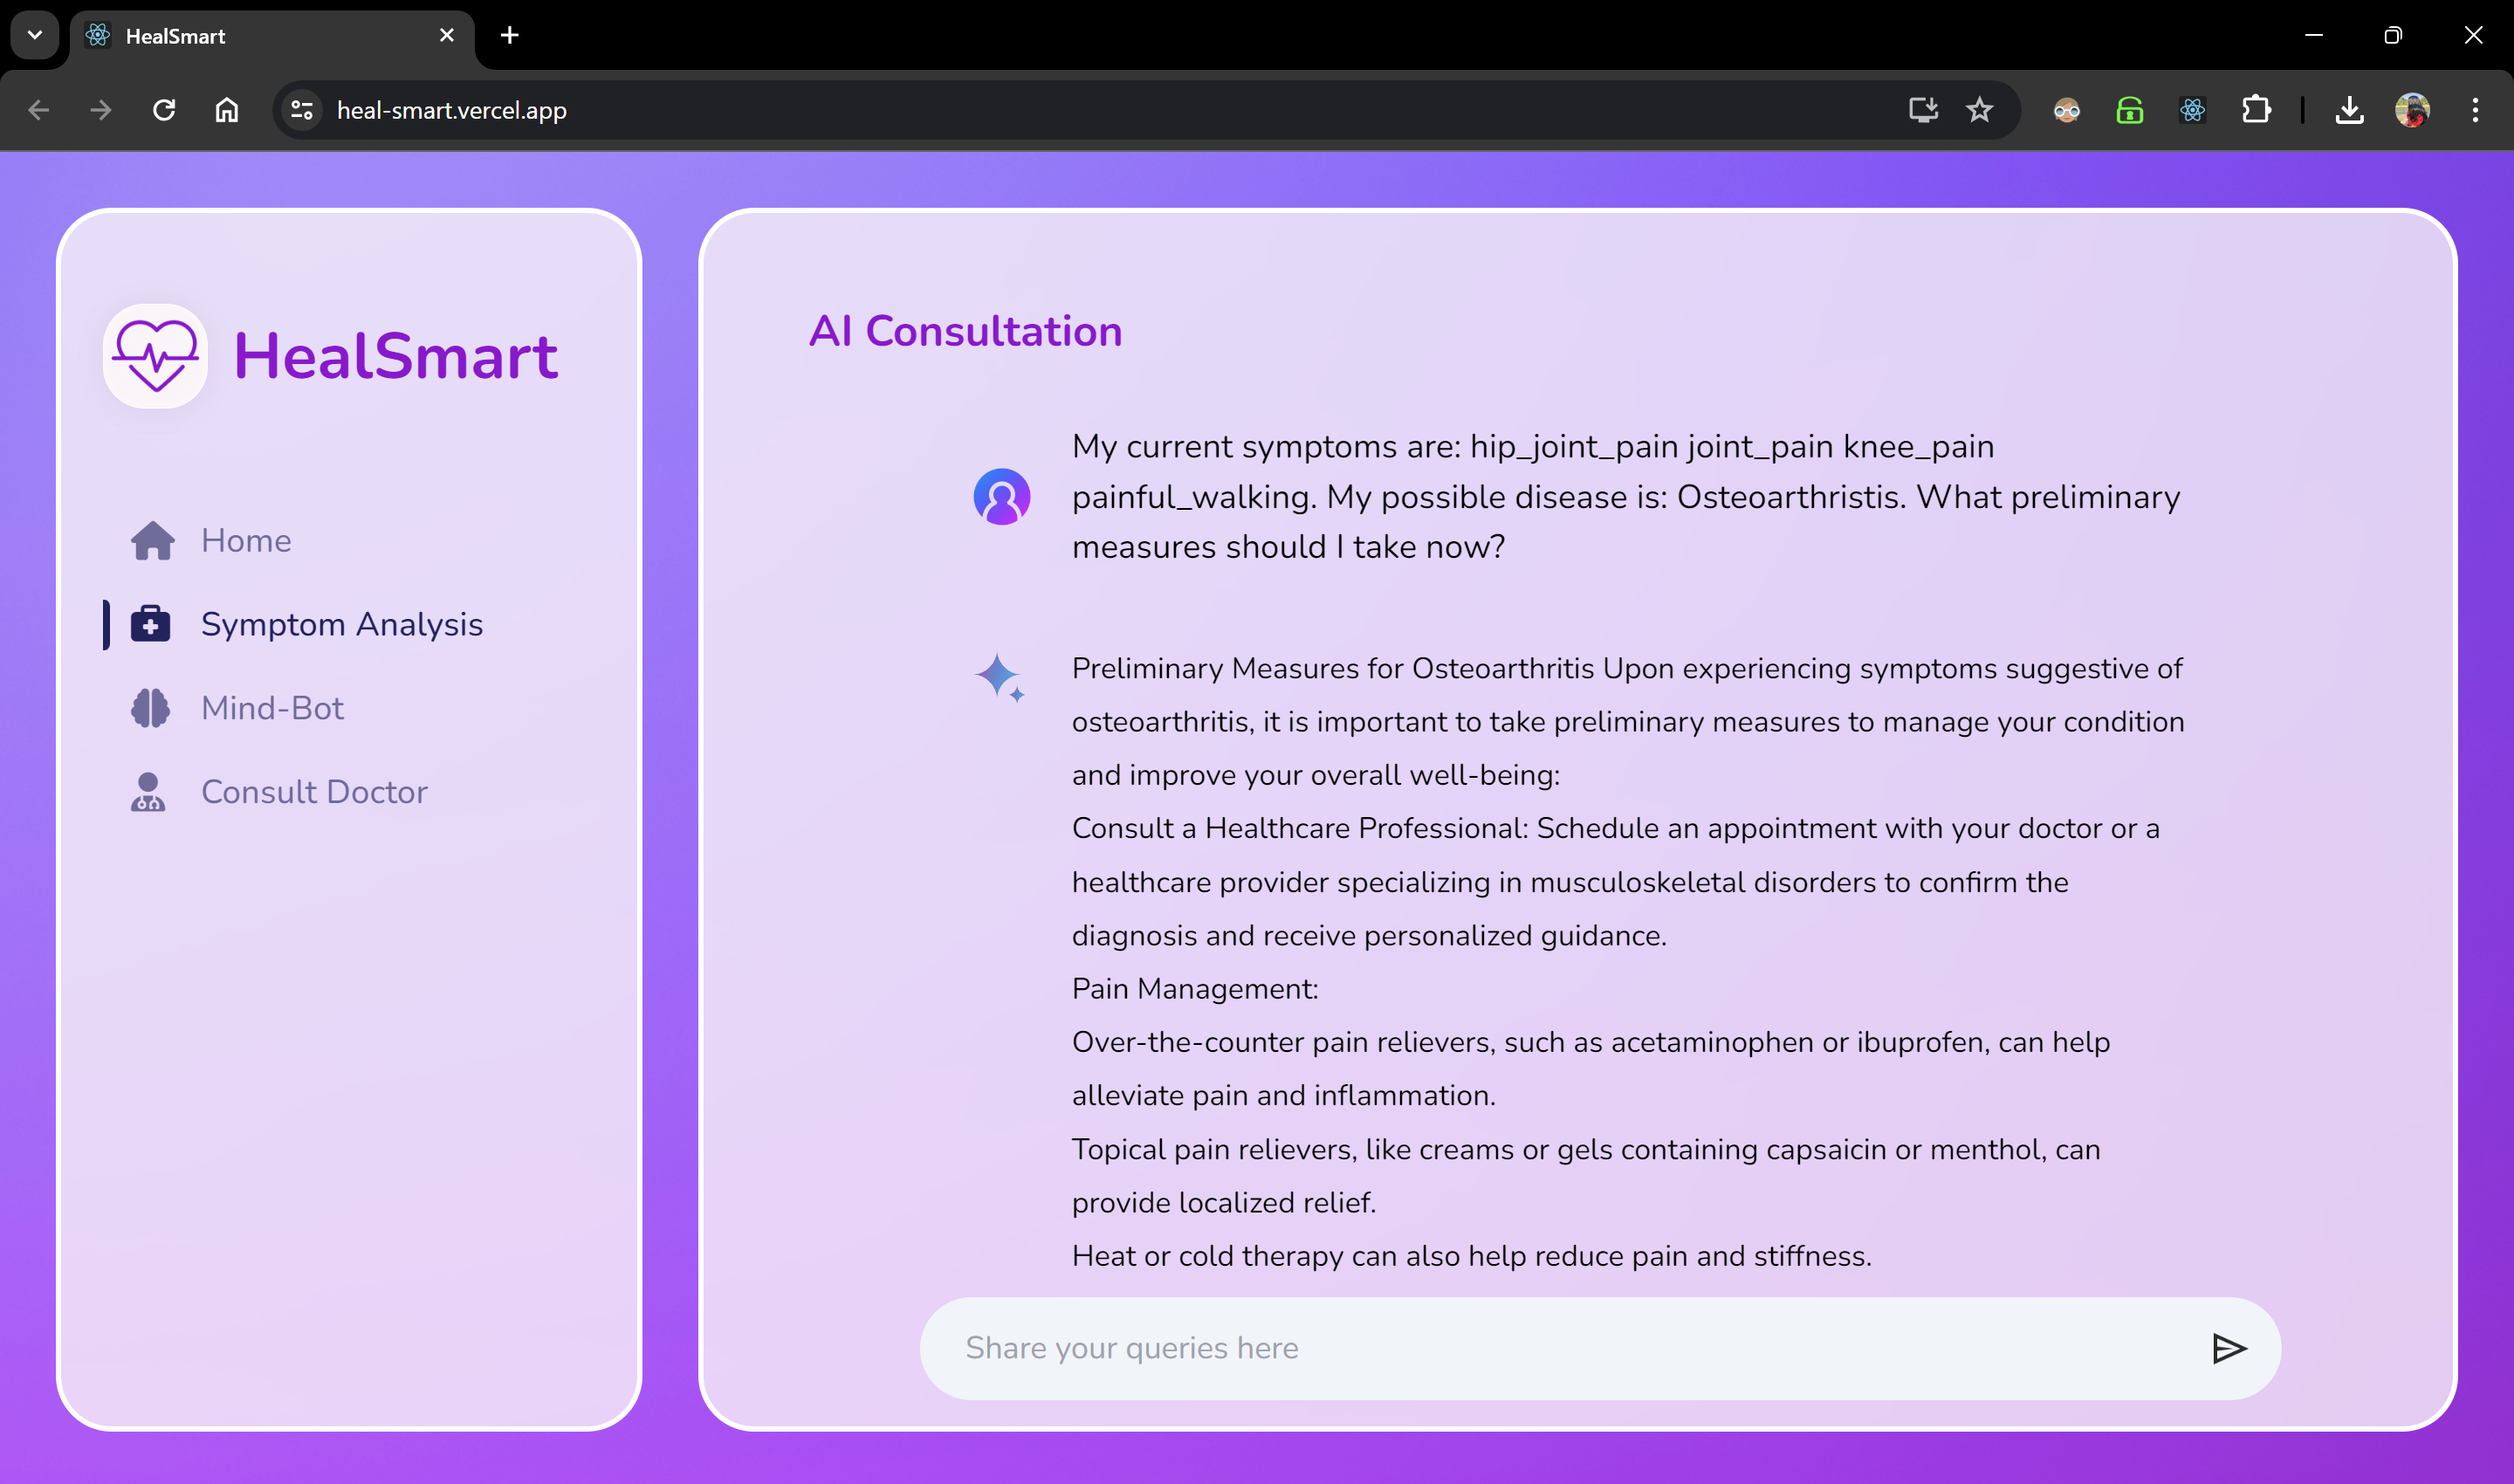 HealSmart
heal-smart.vercel.app
HealSmart
Home
Symptom Analysis
Mind-Bot
Consult Doctor
AI Consultation
My current symptoms are: hip_joint_pain joint_pain knee_pain
painful_walking. My possible disease is: Osteoarthristis. What preliminary
measures should I take now?
Preliminary Measures for Osteoarthritis Upon experiencing symptoms suggestive of
osteoarthritis, it is important to take preliminary measures to manage your condition
and improve your overall well-being:
Consult a Healthcare Professional: Schedule an appointment with your doctor or a
healthcare provider specializing in musculoskeletal disorders to confirm the
diagnosis and receive personalized guidance.
Pain Management:
Over-the-counter pain relievers, such as acetaminophen or ibuprofen, can help
alleviate pain and inflammation.
Topical pain relievers, like creams or gels containing capsaicin or menthol, can
provide localized relief.
Heat or cold therapy can also help reduce pain and stiffness.
Share your queries here